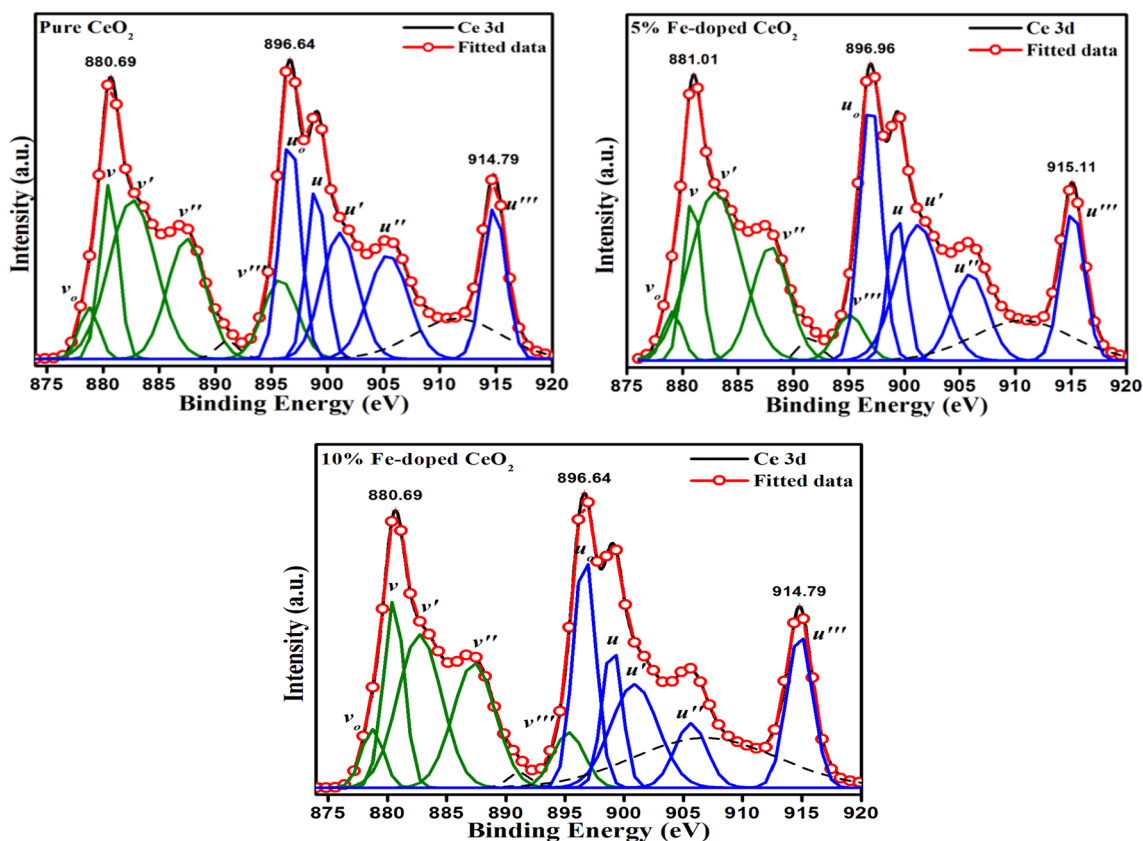 Pure CeO₂
Ce 3d
Fitted data
880.69
896.64
914.79
vₒ
v
v'
v''
v'''
uₒ
u
u'
u''
u'''
Intensity (a.u.)
875 880 885 890 895 900 905 910 915 920
Binding Energy (eV)
5% Fe-doped CeO₂
Ce 3d
Fitted data
881.01
896.96
915.11
vₒ
v
v'
v''
v'''
uₒ
u
u'
u''
u'''
Intensity (a.u.)
875 880 885 890 895 900 905 910 915 920
Binding Energy (eV)
10% Fe-doped CeO₂
Ce 3d
Fitted data
880.69
896.64
914.79
vₒ
v
v'
v''
v'''
uₒ
u
u'
u''
u'''
Intensity (a.u.)
875 880 885 890 895 900 905 910 915 920
Binding Energy (eV)